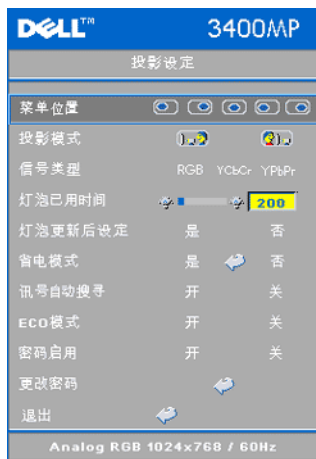 DELL™ 3400MP
投影设定
菜单位置
投影模式
信号类型 RGB YCbCr YPbPr
灯泡已用时间 200
灯泡更新后设定 是 否
省电模式 是 否
讯号自动搜寻 开 关
ECO模式 开 关
密码启用 开 关
更改密码
退出
Analog RGB 1024x768 / 60Hz